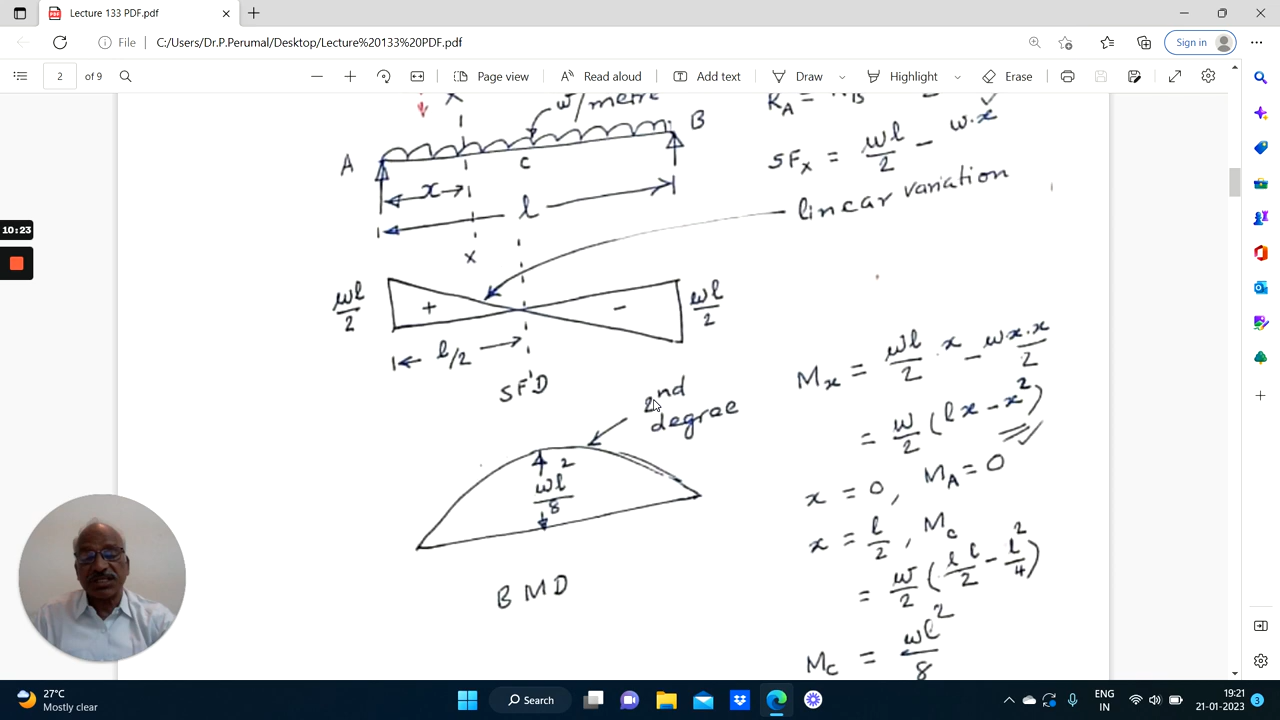 Lecture 133 PDF.pdf
File C:/Users/Dr.P.Perumal/Desktop/Lecture%20133%20PDF.pdf
Sign in
2 of 9
Page view
Read aloud
Add text
Draw
Highlight
Erase
10:23
x
w/metre
A
B
C
x
l
x
SFx = wl/2 - w.x
linear variation
wl/2
+
-
wl/2
l/2
SFD
Mx = wl/2 x - wx.x/2
= w/2 (lx - x²)
2nd
degree
wl²/8
BMD
x = 0, MA = 0
x = l/2, Mc
= w/2 (l l/2 - l²/4)
Mc = wl²/8
27°C
Mostly clear
Search
ENG
IN
19:21
21-01-2023
3